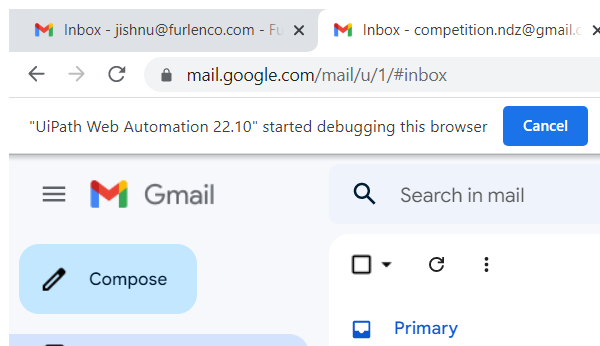 Inbox - jishnu@furlenco.com - Fu
Inbox - competition.ndz@gmail.c
mail.google.com/mail/u/1/#inbox
"UiPath Web Automation 22.10" started debugging this browser
Cancel
Gmail
Search in mail
Compose
Primary